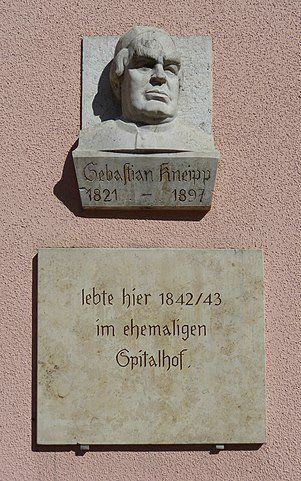 Sebastian Kneipp
1821 – 1897
lebte hier 1842/43
im ehemaligen
Spitalhof.